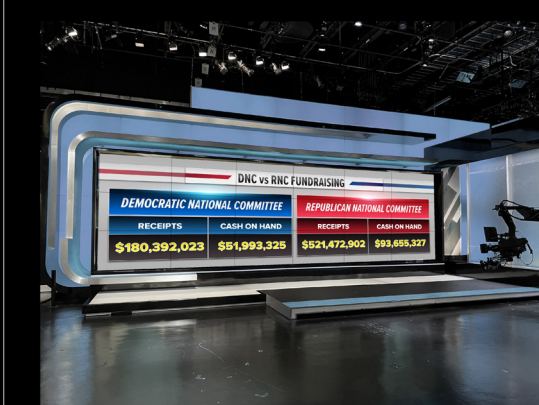 DNC vs RNC FUNDRAISING
DEMOCRATIC NATIONAL COMMITTEE
RECEIPTS CASH ON HAND
$180,392,023 $51,993,325
REPUBLICAN NATIONAL COMMITTEE
RECEIPTS CASH ON HAND
$521,472,902 $93,655,327